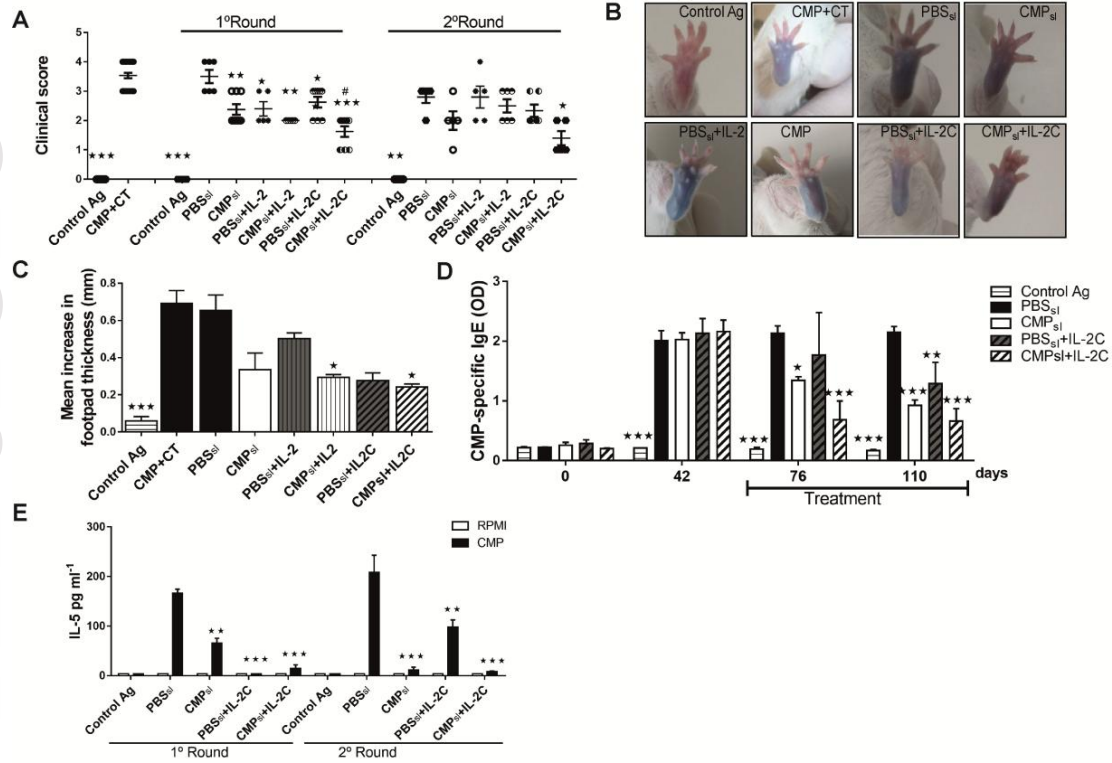 A
1ºRound
2ºRound
Clinical score
5
4
3
2
1
0
★★★
★★★
★★
★
★★
★
#
★★★
★★
★
Control Ag
CMP+CT
Control Ag
PBSsl
CMPsl
PBSsl+IL-2
CMPsl+IL-2
PBSsl+IL-2C
CMPsl+IL-2C
Control Ag
PBSsl
CMPsl
PBSsl+IL-2
CMPsl+IL-2
PBSsl+IL-2C
CMPsl+IL-2C
B
Control Ag
CMP+CT
PBSsl
CMPsl
PBSsl+IL-2
CMP
PBSsl+IL-2C
CMPsl+IL-2C
C
Mean increase in
footpad thickness (mm)
0.8
0.6
0.4
0.2
0.0
★★★
★
★
Control Ag
CMP+CT
PBSsl
CMPsl
PBSsl+IL-2
CMPsl+IL2
PBSsl+IL2C
CMPsl+IL2C
D
CMP-specific IgE (OD)
3
2
1
0
★★★
★★★
★
★★★
★★★
★★★
★★
★★★
0
42
76
110
days
Treatment
Control Ag
PBSsl
CMPsl
PBSsl+IL-2C
CMPsl+IL-2C
E
IL-5 pg ml-1
300
200
100
0
RPMI
CMP
★★
★★★
★★★
★★★
★★
★★★
Control Ag
PBSsl
CMPsl
PBSsl+IL-2C
CMPsl+IL-2C
Control Ag
PBSsl
CMPsl
PBSsl+IL-2C
CMPsl+IL-2C
1º Round
2º Round